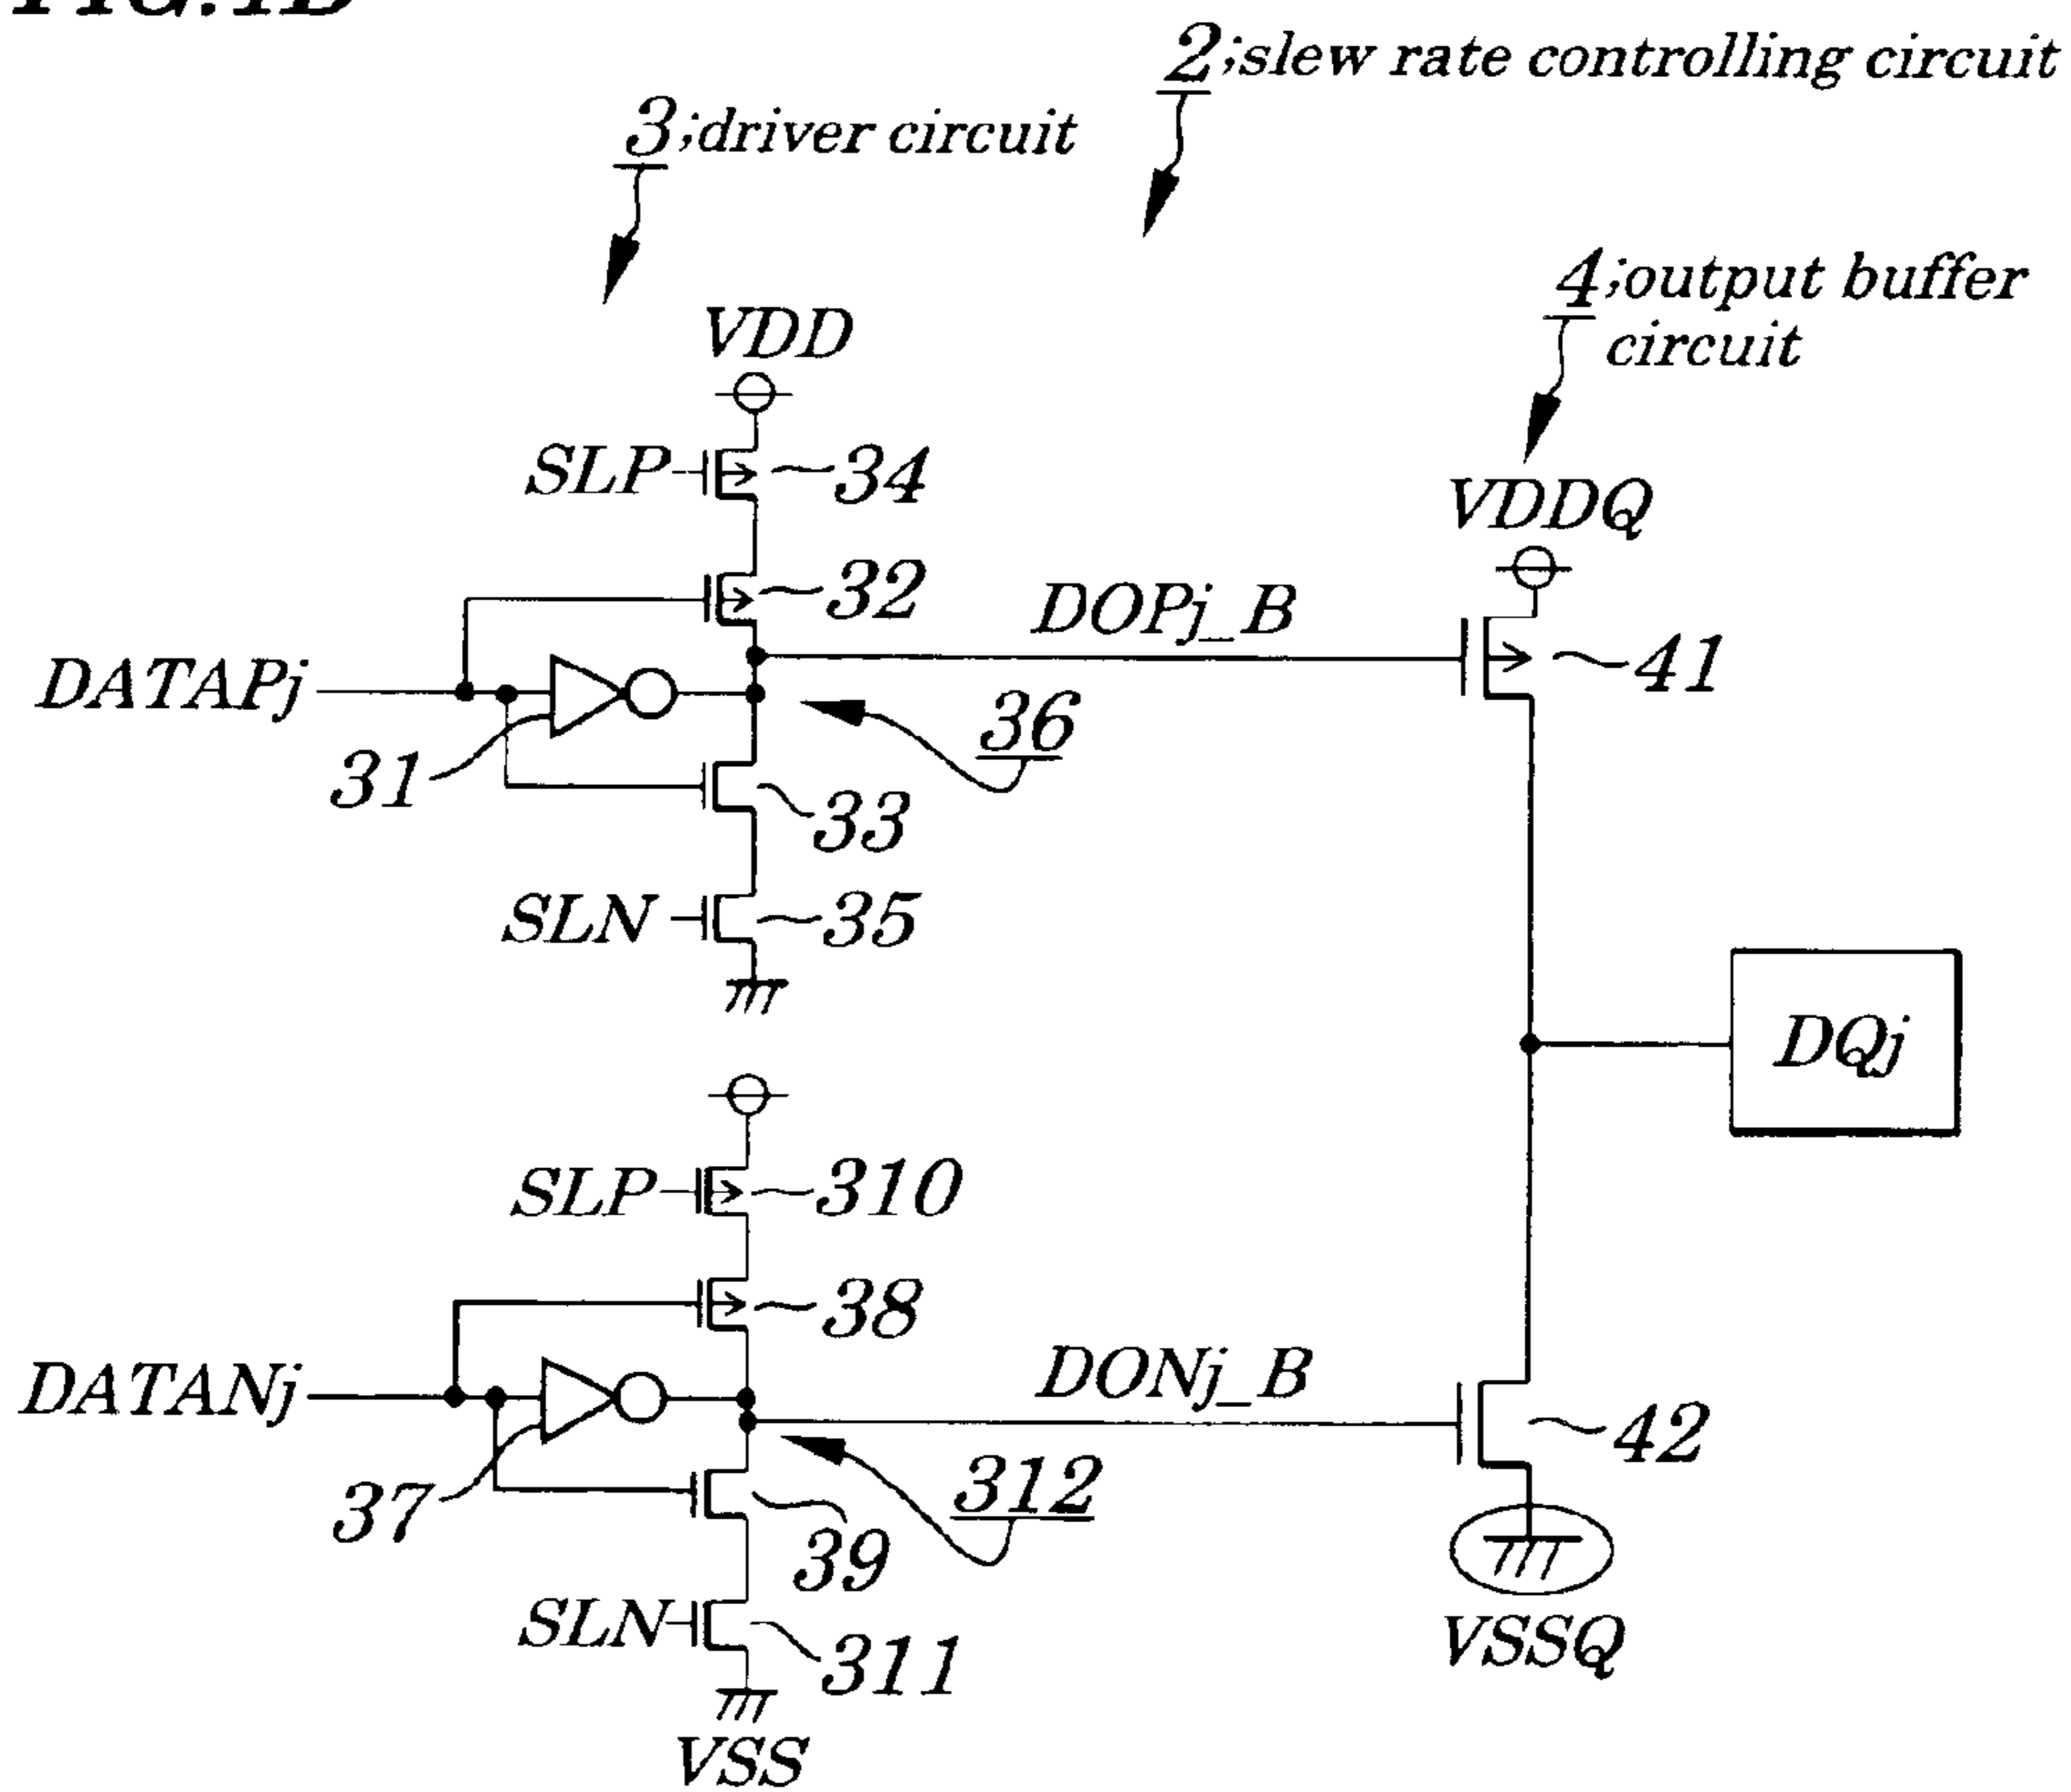 2;slew rate controlling circuit
3;driver circuit
4;output buffer
circuit
VDD
SLP
34
VDDQ
32
DOPj_B
41
DATAPj
36
31
33
SLN
35
DQj
SLP
310
38
DATANj
DONj_B
42
312
37
39
SLN
311
VSSQ
VSS